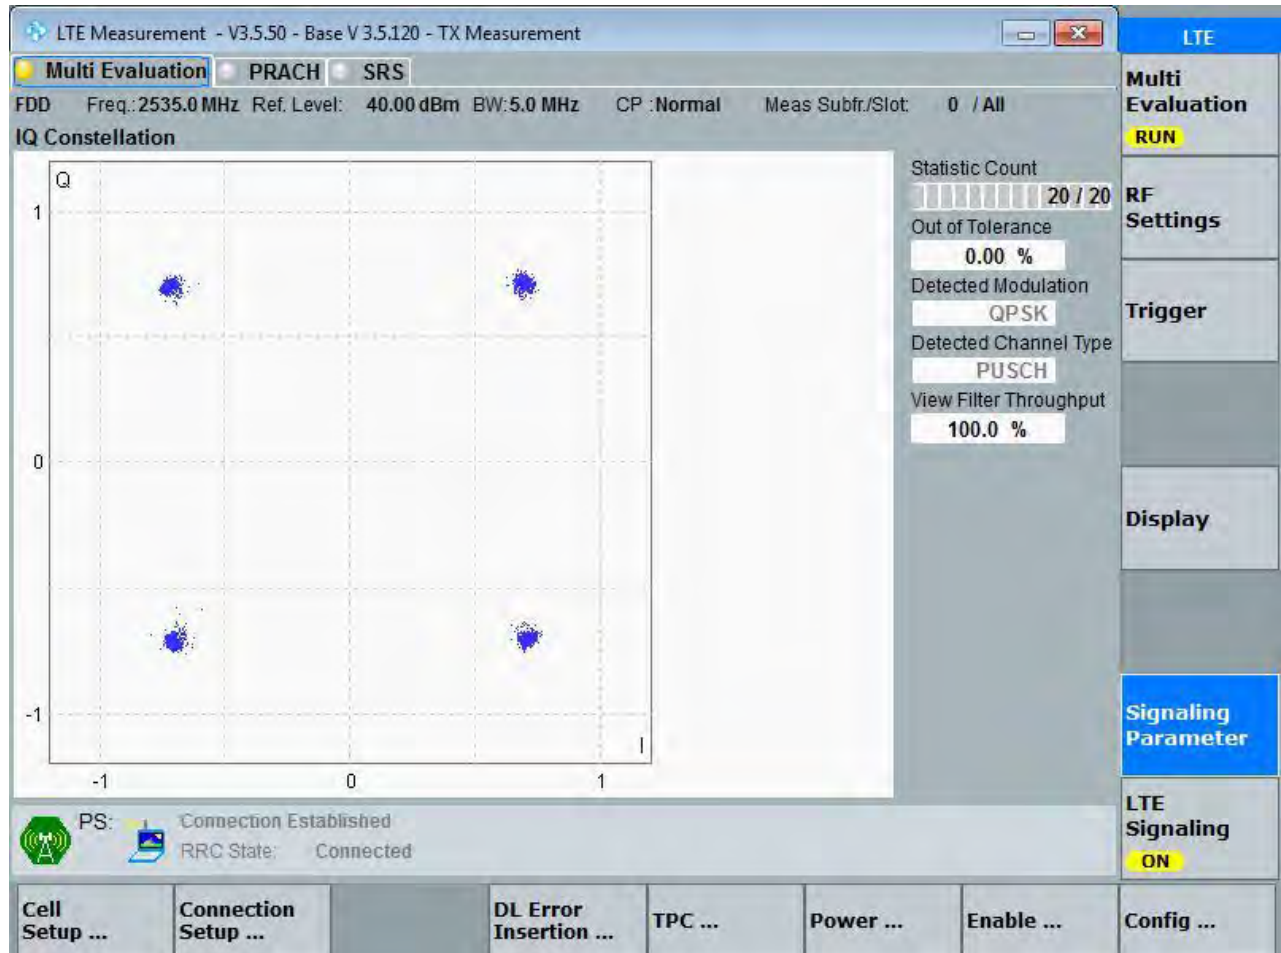 LTE Measurement - V3.5.50 - Base V 3.5.120 - TX Measurement
LTE
Multi Evaluation PRACH SRS
FDD Freq.: 2535.0 MHz Ref. Level: 40.00 dBm BW: 5.0 MHz CP : Normal Meas Subfr./Slot: 0 / All
IQ Constellation
Q
1
0
-1
I
-1 0 1
Statistic Count
20 / 20
Out of Tolerance
0.00 %
Detected Modulation
QPSK
Detected Channel Type
PUSCH
View Filter Throughput
100.0 %
Multi
Evaluation
RUN
RF
Settings
Trigger
Display
Signaling
Parameter
LTE
Signaling
ON
PS: Connection Established
RRC State: Connected
Cell
Setup ...
Connection
Setup ...
DL Error
Insertion ...
TPC ...
Power ...
Enable ...
Config ...